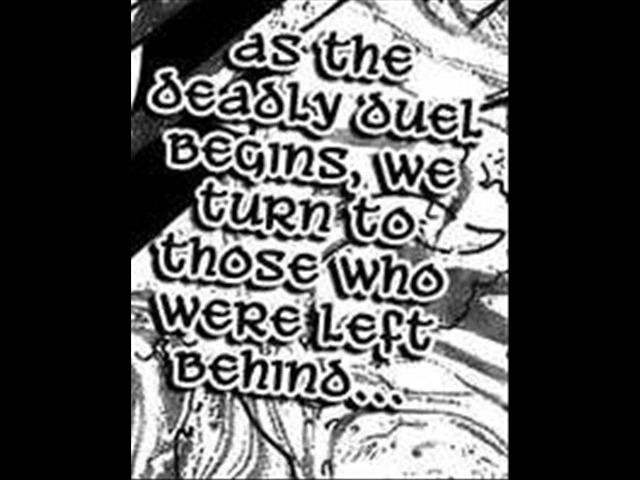 as the
deadly duel
begins, we
turn to
those who
were left
behind...